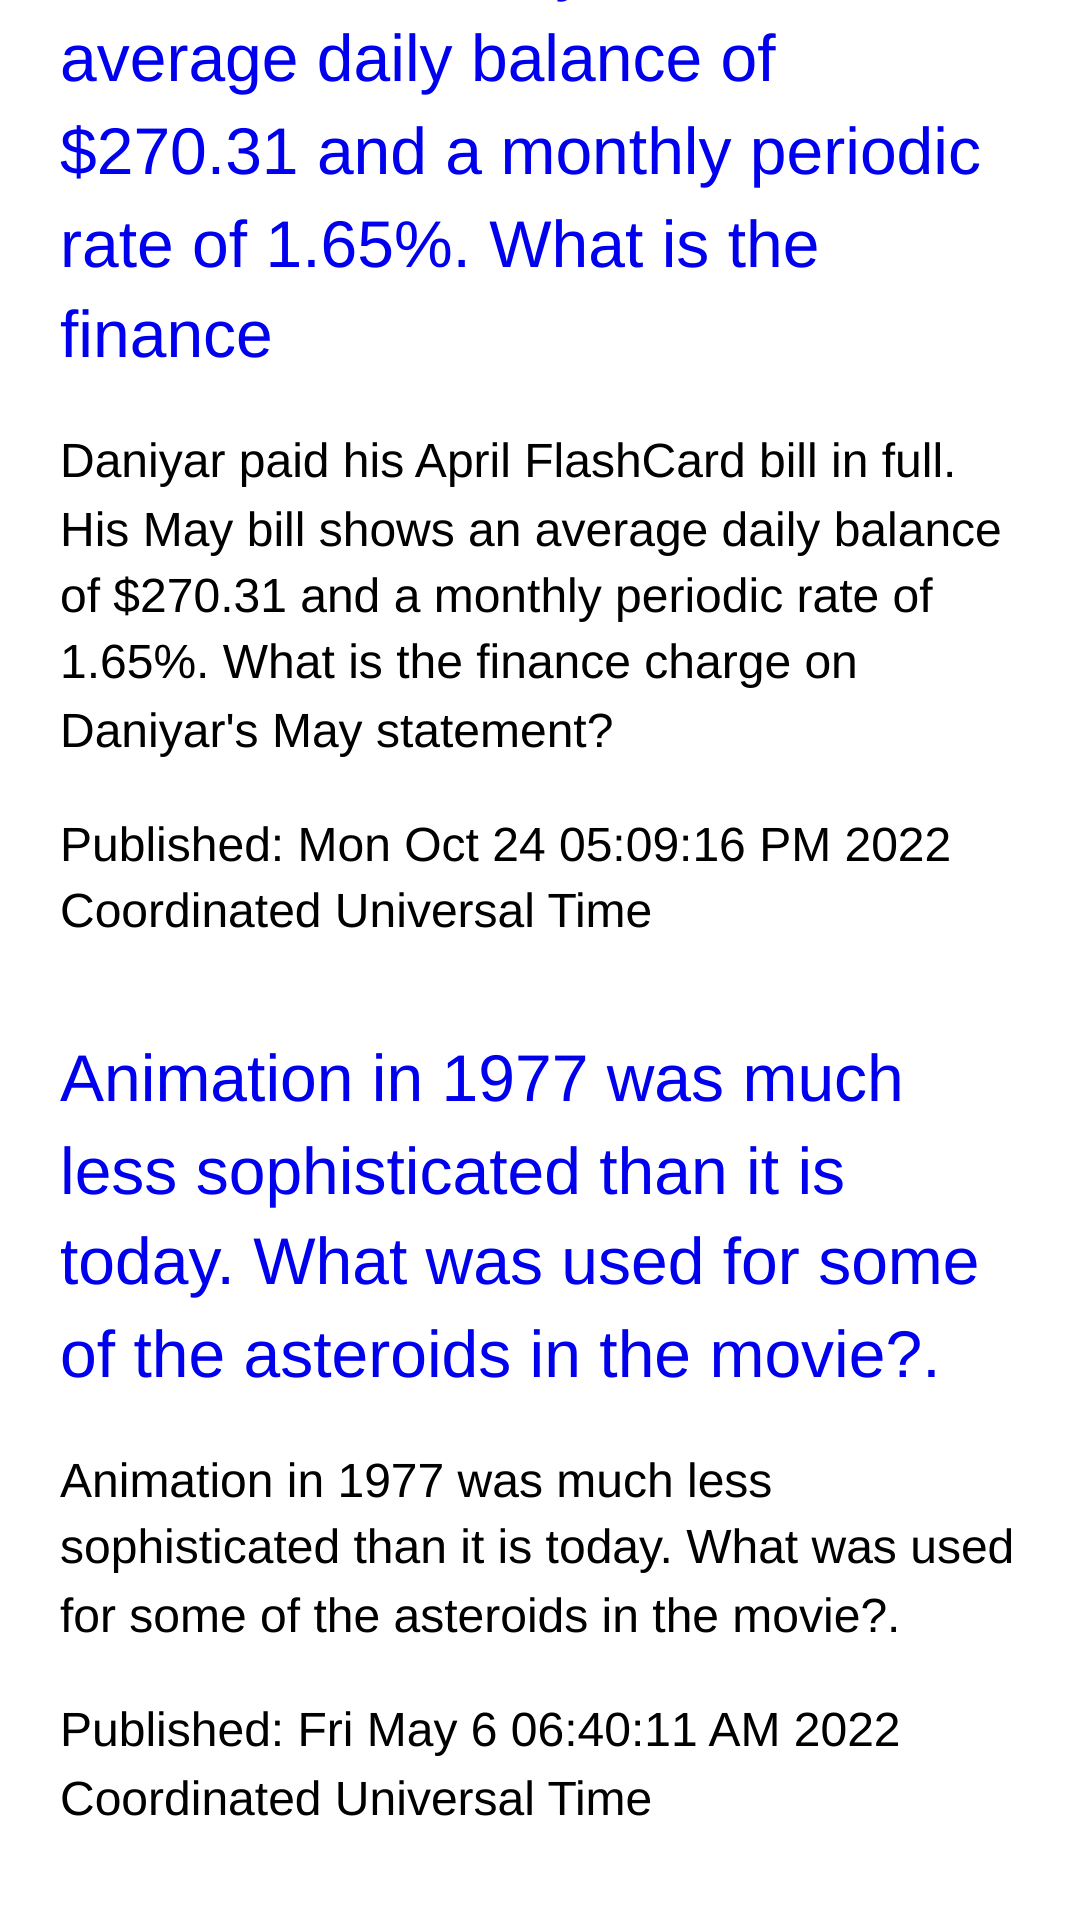 average daily balance of
$270.31 and a monthly periodic
rate of 1.65%. What is the
finance
Daniyar paid his April FlashCard bill in full.
His May bill shows an average daily balance
of $270.31 and a monthly periodic rate of
1.65%. What is the finance charge on
Daniyar's May statement?
Published: Mon Oct 24 05:09:16 PM 2022
Coordinated Universal Time
Animation in 1977 was much
less sophisticated than it is
today. What was used for some
of the asteroids in the movie?.
Animation in 1977 was much less
sophisticated than it is today. What was used
for some of the asteroids in the movie?.
Published: Fri May 6 06:40:11 AM 2022
Coordinated Universal Time